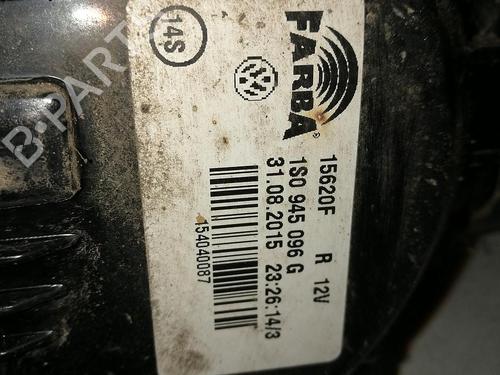 14S
FARBA®
15620F R 12V
1S0 945 096 G
31.08.2015 23:26:14/3
154040087
B-PARTS